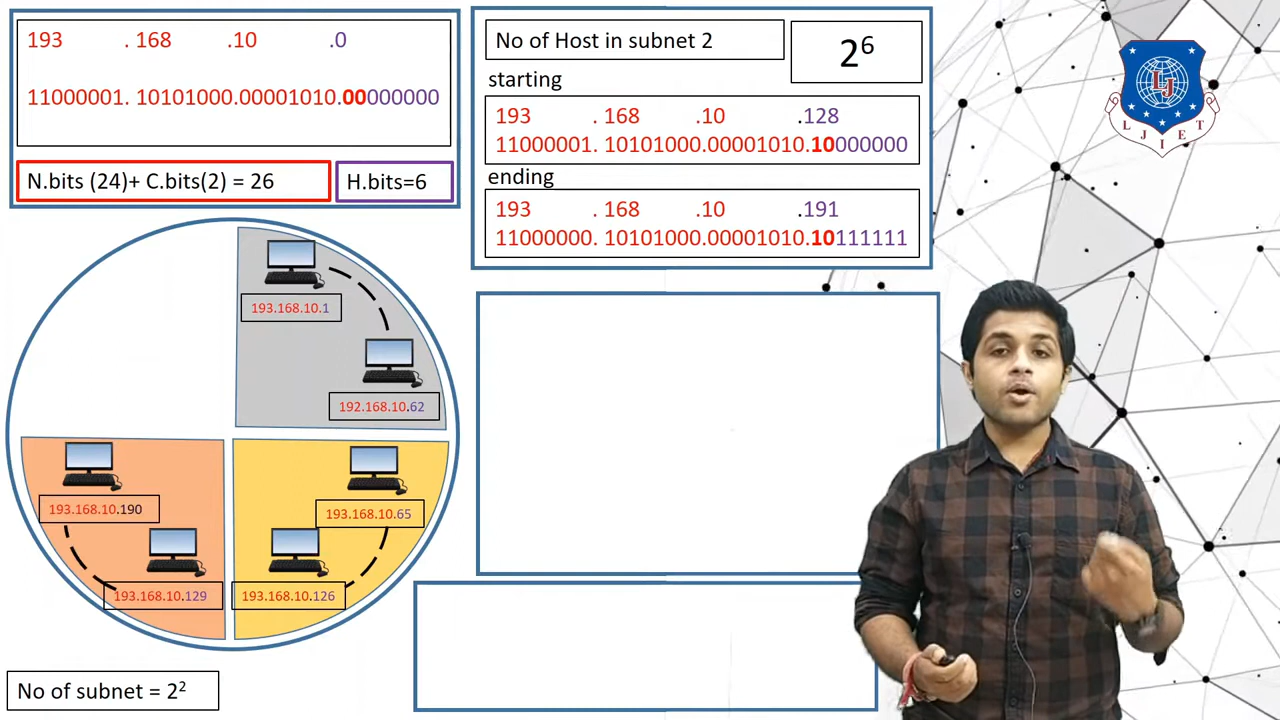 193 . 168 .10 .0
11000001. 10101000.00001010.00000000
N.bits (24)+ C.bits(2) = 26
H.bits=6
No of Host in subnet 2
2⁶
starting
193 . 168 .10 .128
11000001. 10101000.00001010.10000000
ending
193 . 168 .10 .191
11000000. 10101000.00001010.10111111
LJ
L J I E T
193.168.10.1
192.168.10.62
193.168.10.190
193.168.10.65
193.168.10.129
193.168.10.126
No of subnet = 2²